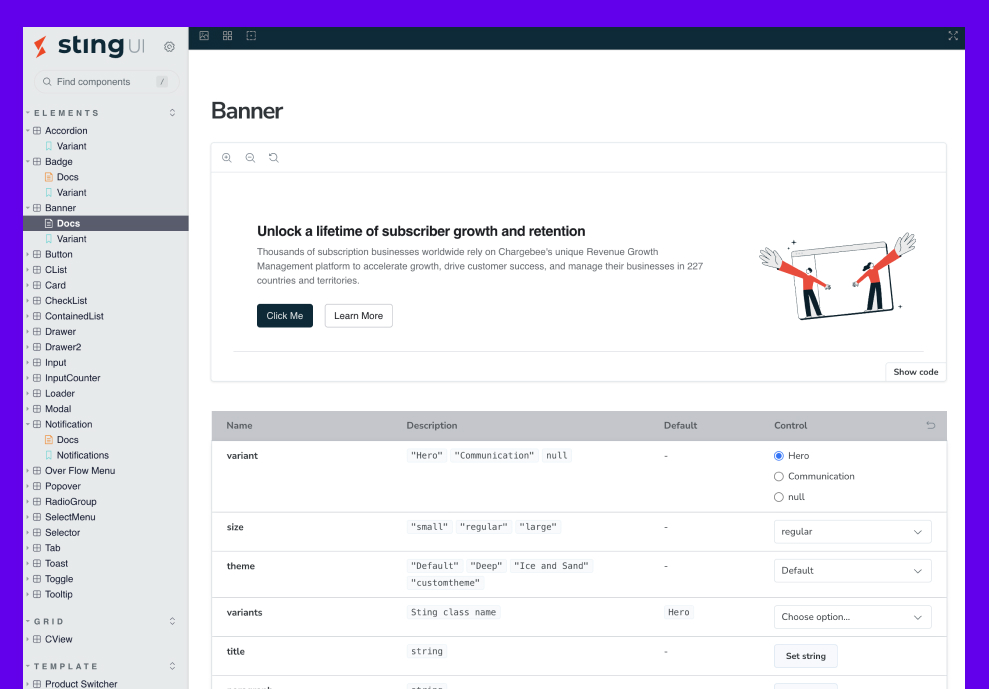 sting UI
Find components
/
ELEMENTS
Accordion
Variant
Badge
Docs
Variant
Banner
Docs
Variant
Button
CList
Card
CheckList
ContainedList
Drawer
Drawer2
Input
InputCounter
Loader
Modal
Notification
Docs
Notifications
Over Flow Menu
Popover
RadioGroup
SelectMenu
Selector
Tab
Toast
Toggle
Tooltip
GRID
CView
TEMPLATE
Product Switcher
Banner
Unlock a lifetime of subscriber growth and retention
Thousands of subscription businesses worldwide rely on Chargebee's unique Revenue Growth
Management platform to accelerate growth, drive customer success, and manage their businesses in 227
countries and territories.
Click Me Learn More
Show code
Name Description Default Control
variant "Hero" "Communication" null - Hero
Communication
null
size "small" "regular" "large" - regular
theme "Default" "Deep" "Ice and Sand" - Default
"customtheme"
variants Sting class name Hero Choose option...
title string - Set string